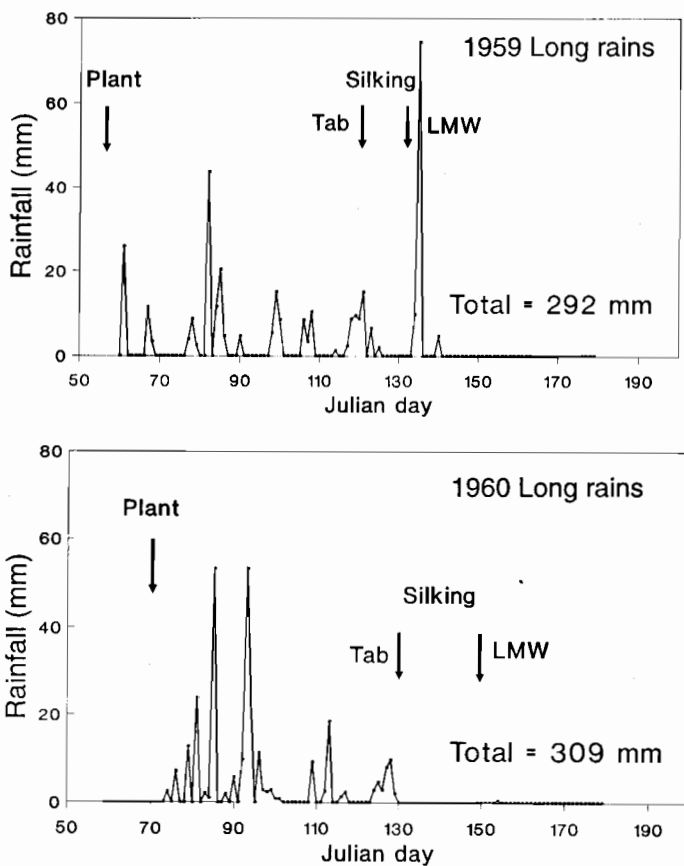 80
1959 Long rains
Plant
Silking
60
Tab
LMW
Rainfall (mm)
40
20
Total = 292 mm
0
50 70 90 110 130 150 170 190
Julian day
80
1960 Long rains
Plant
60
Silking
Rainfall (mm)
40
Tab
LMW
20
Total = 309 mm
0
50 70 90 110 130 150 170 190
Julian day